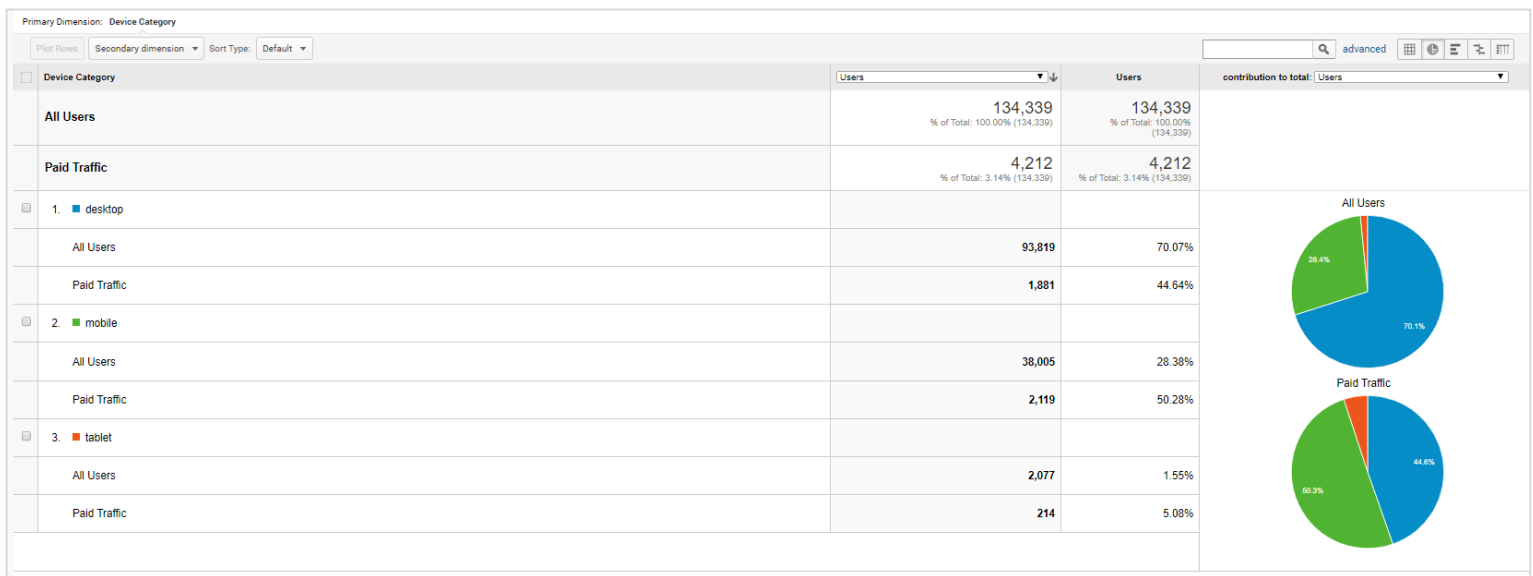 Primary Dimension: Device Category
Plot Rows Secondary dimension Sort Type: Default advanced
Device Category Users Users contribution to total: Users
All Users 134,339 134,339
% of Total: 100.00% (134,339) % of Total: 100.00%
(134,339)
Paid Traffic 4,212 4,212
% of Total: 3.14% (134,339) % of Total: 3.14% (134,339)
1. desktop
All Users 93,819 70.07%
Paid Traffic 1,881 44.64%
2. mobile
All Users 38,005 28.38%
Paid Traffic 2,119 50.28%
3. tablet
All Users 2,077 1.55%
Paid Traffic 214 5.08%
All Users
28.4%
70.1%
Paid Traffic
44.6%
50.3%